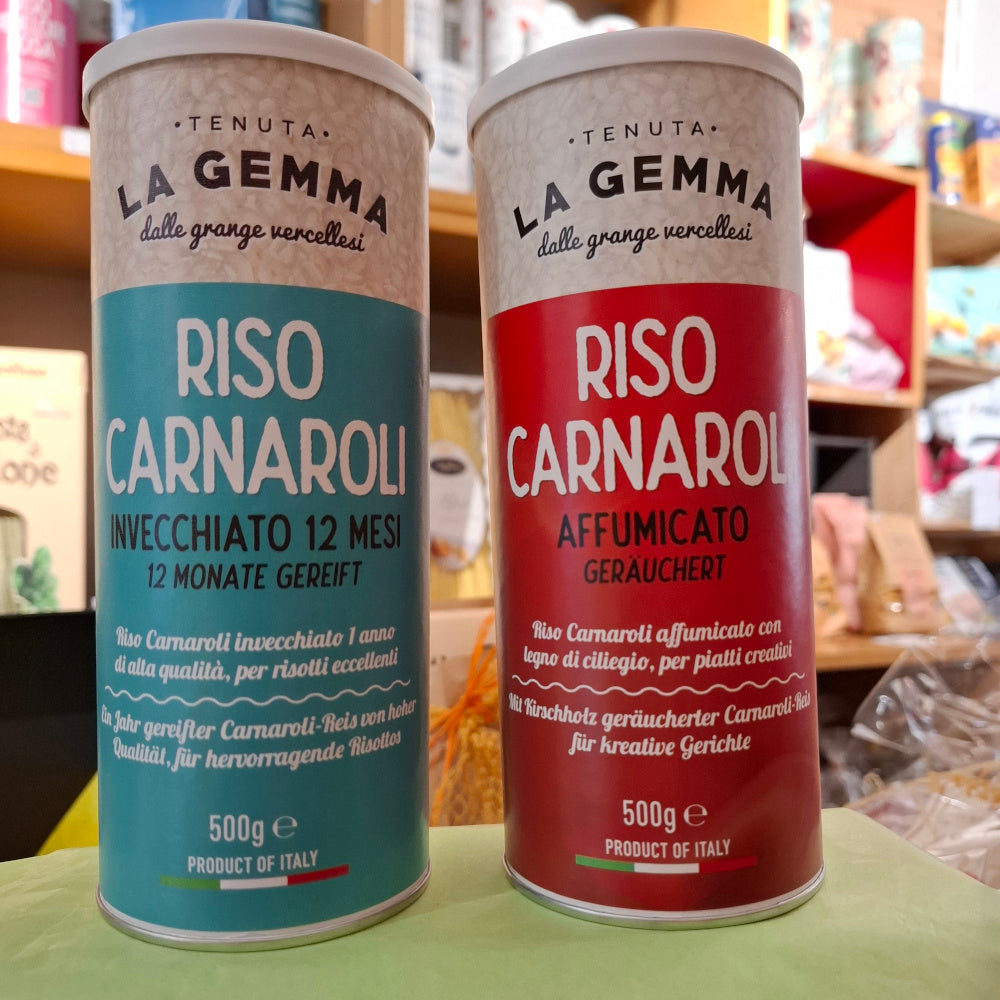 •TENUTA•
LA GEMMA
dalle grange vercellesi
RISO
CARNAROLI
INVECCHIATO 12 MESI
12 MONATE GEREIFT
Riso Carnaroli invecchiato 1 anno
di alta qualità, per risotti eccellenti
Ein Jahr gereifter Carnaroli-Reis von hoher
Qualität, für hervorragende Risottos
500g ℮
PRODUCT OF ITALY
•TENUTA•
LA GEMMA
dalle grange vercellesi
RISO
CARNAROL
AFFUMICATO
GERÄUCHERT
Riso Carnaroli affumicato con
legno di ciliegio, per piatti creativi
Mit Kirschholz geräucherter Carnaroli-Reis
für kreative Gerichte
500g ℮
PRODUCT OF ITALY